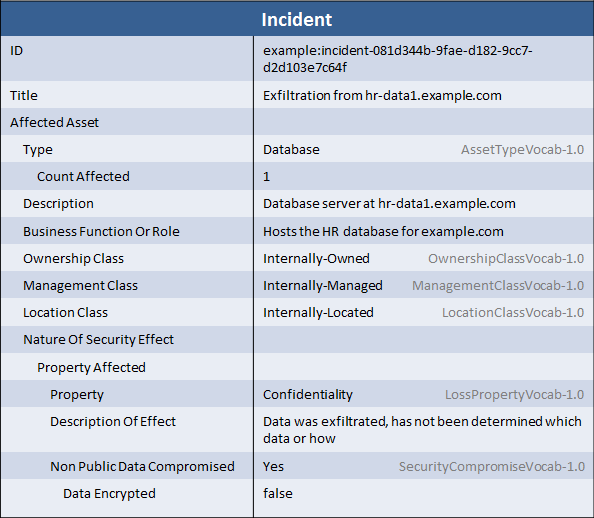 Incident
ID example:incident-081d344b-9fae-d182-9cc7-
d2d103e7c64f
Title Exfiltration from hr-data1.example.com
Affected Asset
Type Database AssetTypeVocab-1.0
Count Affected 1
Description Database server at hr-data1.example.com
Business Function Or Role Hosts the HR database for example.com
Ownership Class Internally-Owned OwnershipClassVocab-1.0
Management Class Internally-Managed ManagementClassVocab-1.0
Location Class Internally-Located LocationClassVocab-1.0
Nature Of Security Effect
Property Affected
Property Confidentiality LossPropertyVocab-1.0
Description Of Effect Data was exfiltrated, has not been determined which
data or how
Non Public Data Compromised Yes SecurityCompromiseVocab-1.0
Data Encrypted false